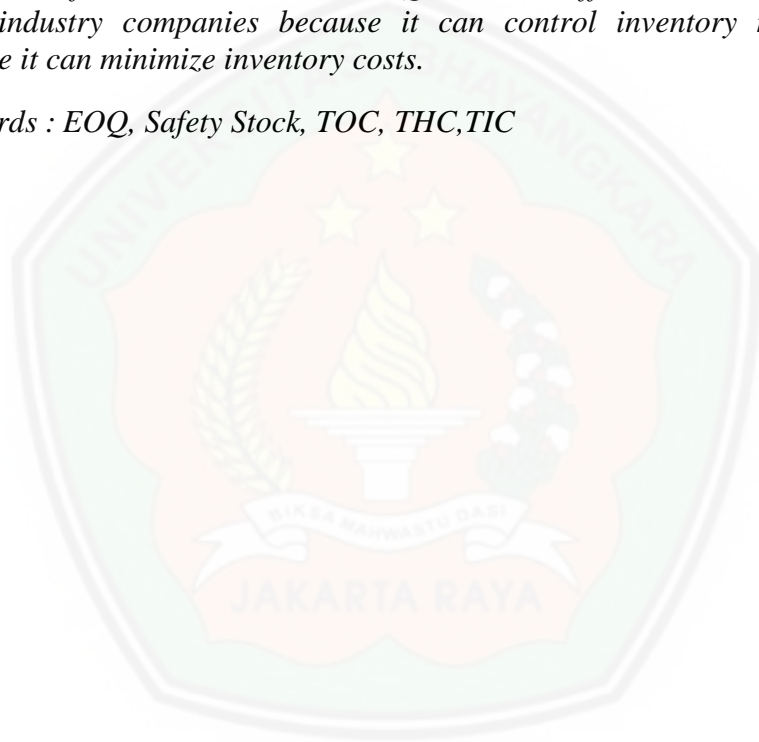 industry companies because it can control inventory
e it can minimize inventory costs.
rds : EOQ, Safety Stock, TOC, THC,TIC
UNIVERSITAS BHAYANGKARA
BIKSA MAHWASTU DASI
JAKARTA RAYA